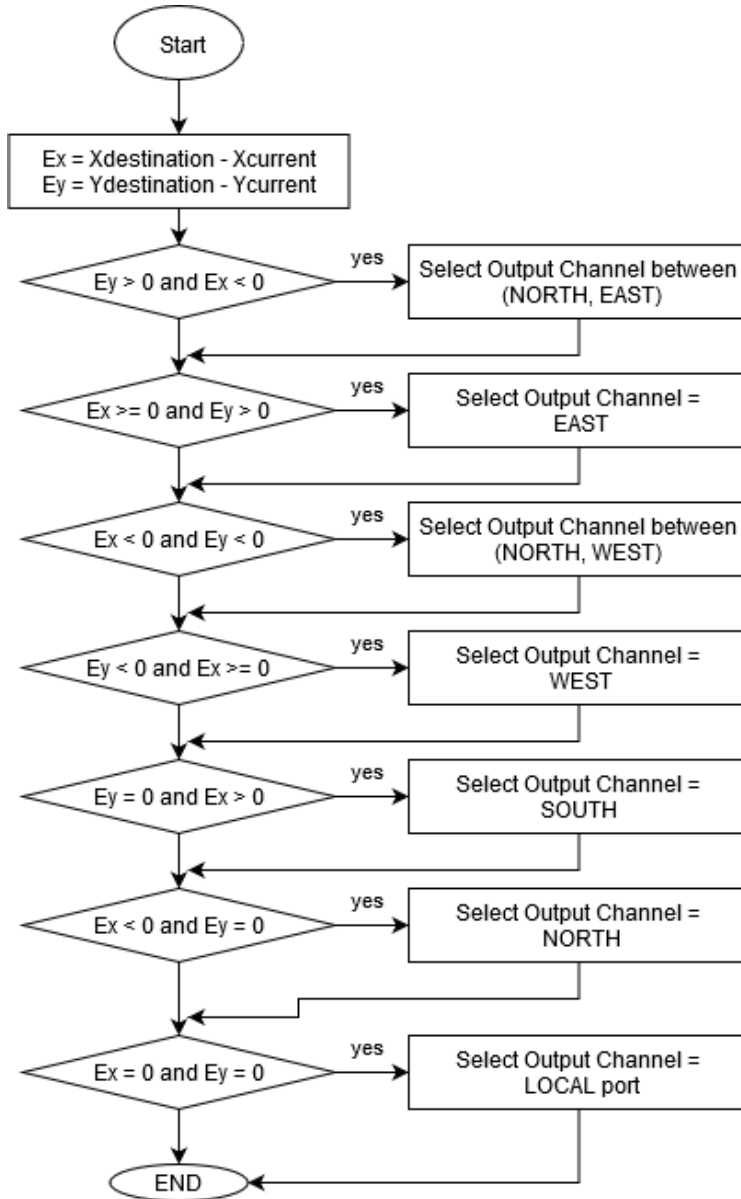 Start
Ex = Xdestination - Xcurrent
Ey = Ydestination - Ycurrent
Ey > 0 and Ex < 0
yes
Select Output Channel between
(NORTH, EAST)
Ex >= 0 and Ey > 0
yes
Select Output Channel =
EAST
Ex < 0 and Ey < 0
yes
Select Output Channel between
(NORTH, WEST)
Ey < 0 and Ex >= 0
yes
Select Output Channel =
WEST
Ey = 0 and Ex > 0
yes
Select Output Channel =
SOUTH
Ex < 0 and Ey = 0
yes
Select Output Channel =
NORTH
Ex = 0 and Ey = 0
yes
Select Output Channel =
LOCAL port
END